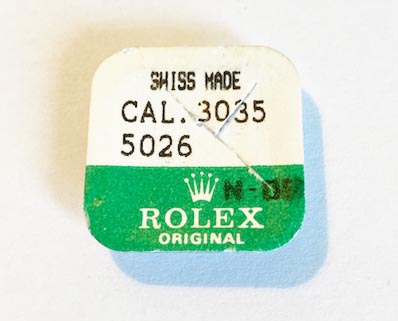 SWISS MADE
CAL. 3035
5026
ROLEX
ORIGINAL